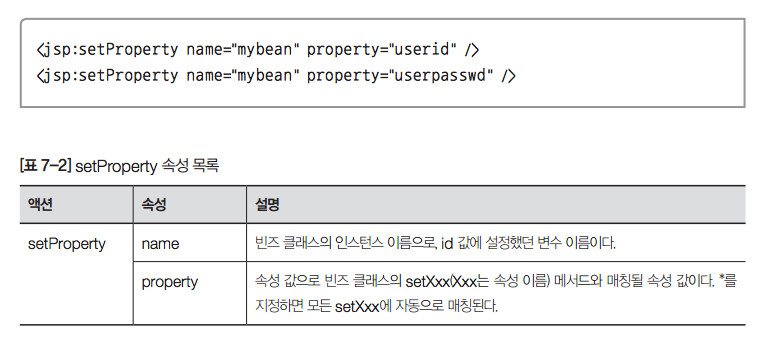 <jsp:setProperty name="mybean" property="userid" />
<jsp:setProperty name="mybean" property="userpasswd" />
[표 7-2] setProperty 속성 목록
액션 속성 설명
setProperty name 빈즈 클래스의 인스턴스 이름으로, id 값에 설정했던 변수 이름이다.
property 속성 값으로 빈즈 클래스의 setXxx(Xxx는 속성 이름) 메서드와 매칭될 속성 값이다. *를
지정하면 모든 setXxx에 자동으로 매칭된다.